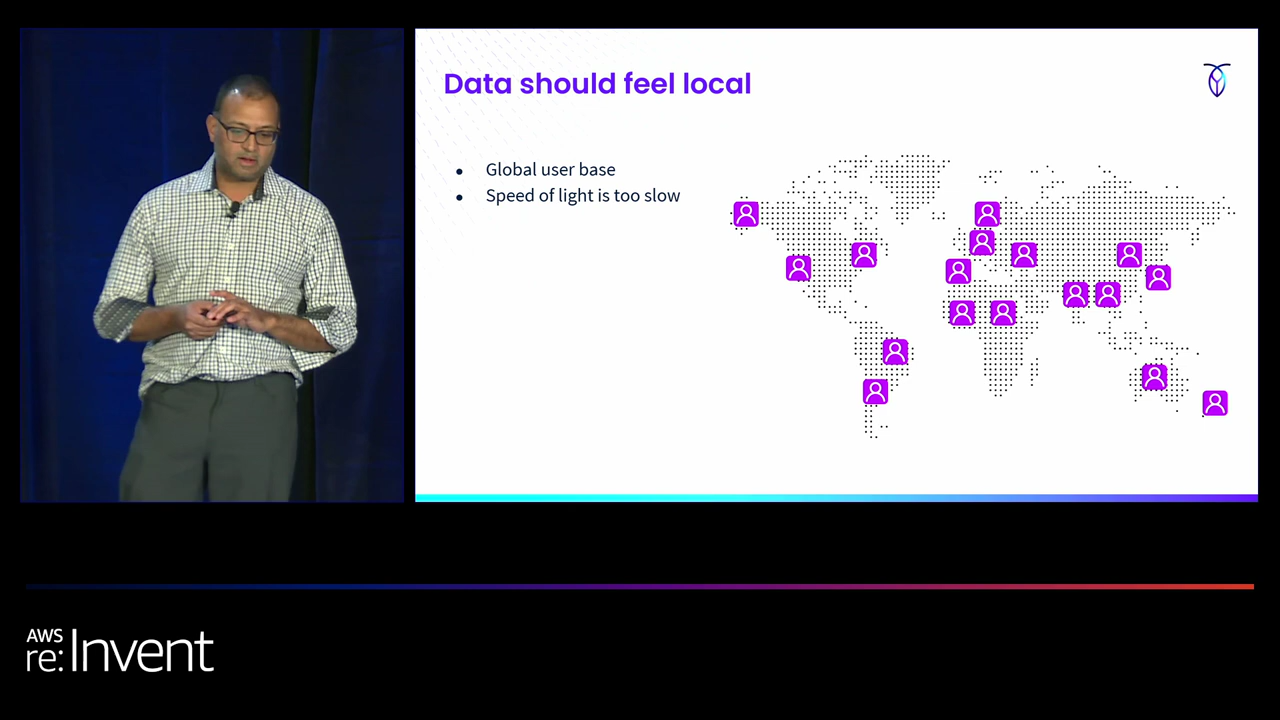 Data should feel local
• Global user base
• Speed of light is too slow
AWS
re:Invent